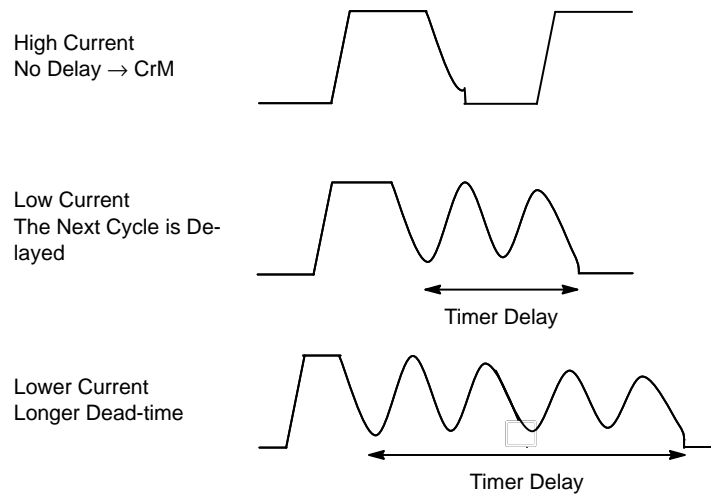 High Current
No Delay → CrM
Low Current
The Next Cycle is De-
layed
Timer Delay
Lower Current
Longer Dead-time
Timer Delay